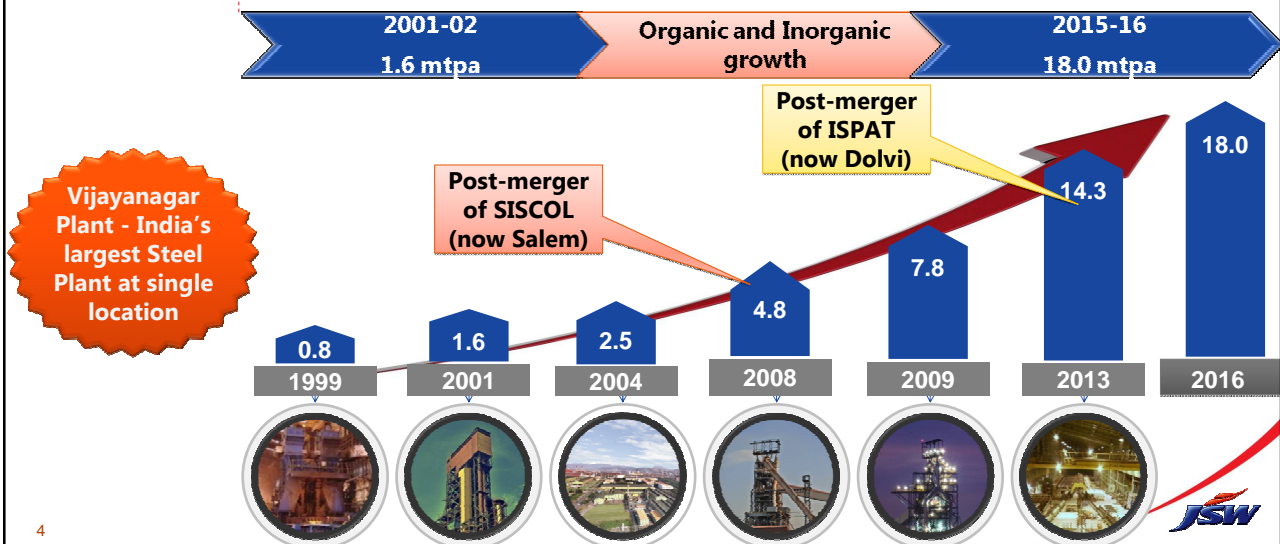 2001-02
1.6 mtpa
Organic and Inorganic
growth
2015-16
18.0 mtpa
Post-merger
of ISPAT
(now Dolvi)
Post-merger
of SISCOL
(now Salem)
Vijayanagar
Plant - India's
largest Steel
Plant at single
location
0.8
1.6
2.5
4.8
7.8
14.3
18.0
1999
2001
2004
2008
2009
2013
2016
4
JSW